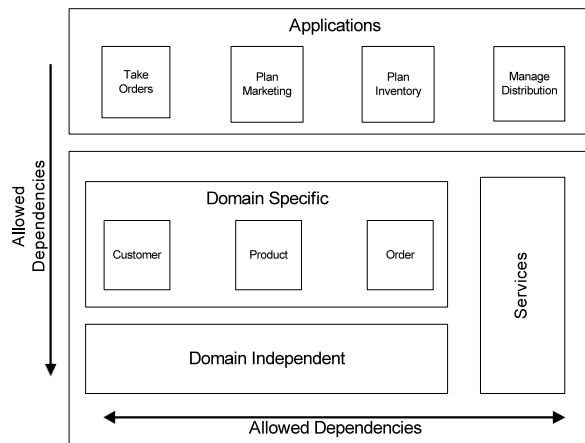 Applications
Take
Orders
Plan
Marketing
Plan
Inventory
Manage
Distribution
Allowed
Dependencies
Domain Specific
Customer
Product
Order
Services
Domain Independent
Allowed Dependencies